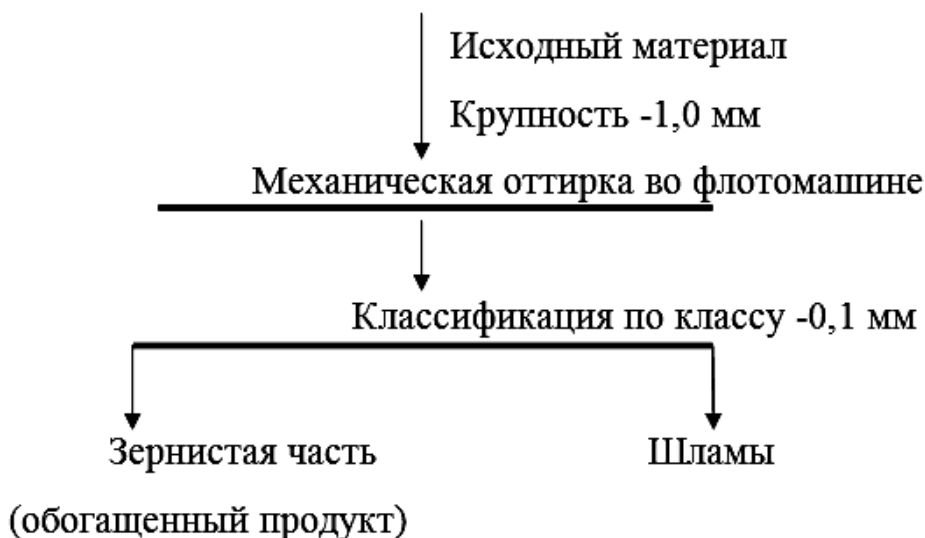 Исходный материал
Крупность -1,0 мм
Механическая оттирка во флотомашине
Классификация по классу -0,1 мм
Зернистая часть
Шламы
(обогащенный продукт)